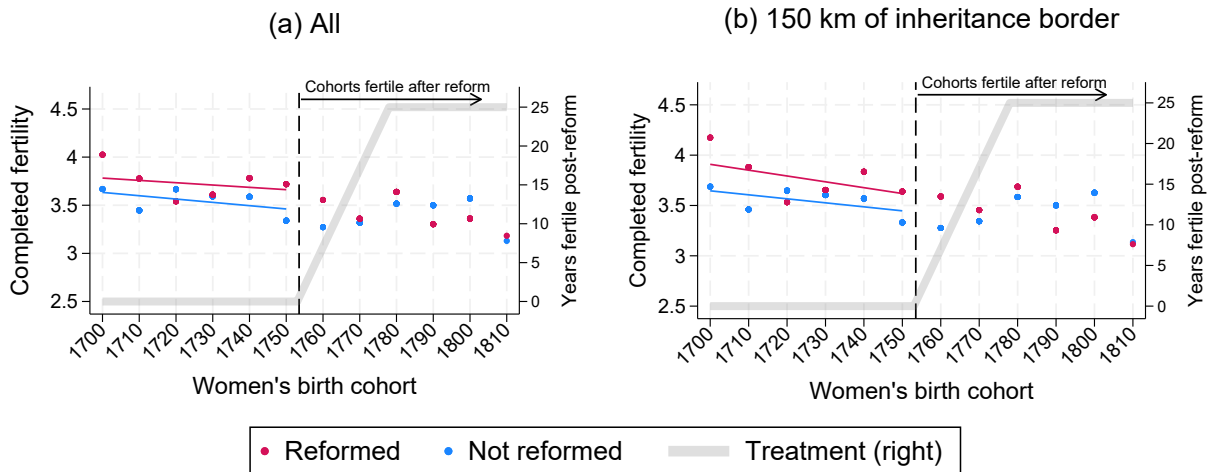 (a) All
Cohorts fertile after reform
Completed fertility
4.5
4
3.5
3
2.5
25
20
15
10
5
0
Years fertile post-reform
1700 1710 1720 1730 1740 1750 1760 1770 1780 1790 1800 1810
Women's birth cohort
(b) 150 km of inheritance border
Cohorts fertile after reform
Completed fertility
4.5
4
3.5
3
2.5
25
20
15
10
5
0
Years fertile post-reform
1700 1710 1720 1730 1740 1750 1760 1770 1780 1790 1800 1810
Women's birth cohort
Reformed Not reformed Treatment (right)